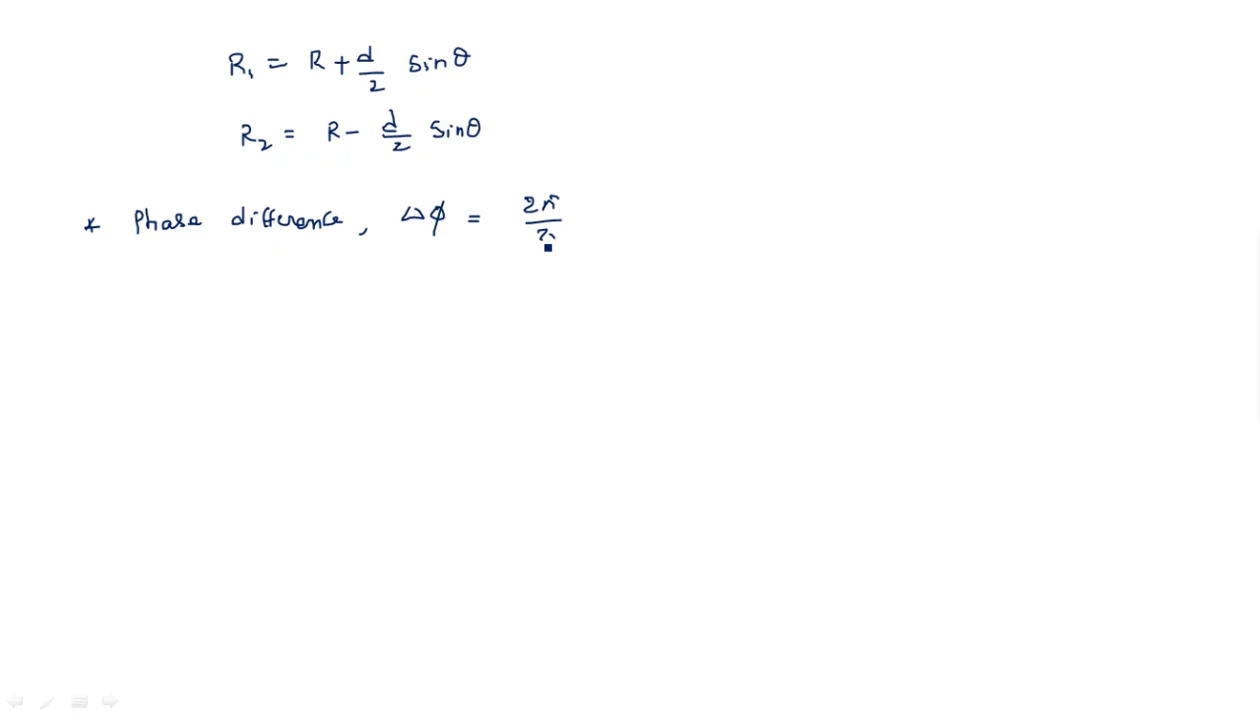 R₁ = R + d/2 sinθ
R₂ = R - d/2 sinθ
* Phase difference, Δφ = 2π/λ